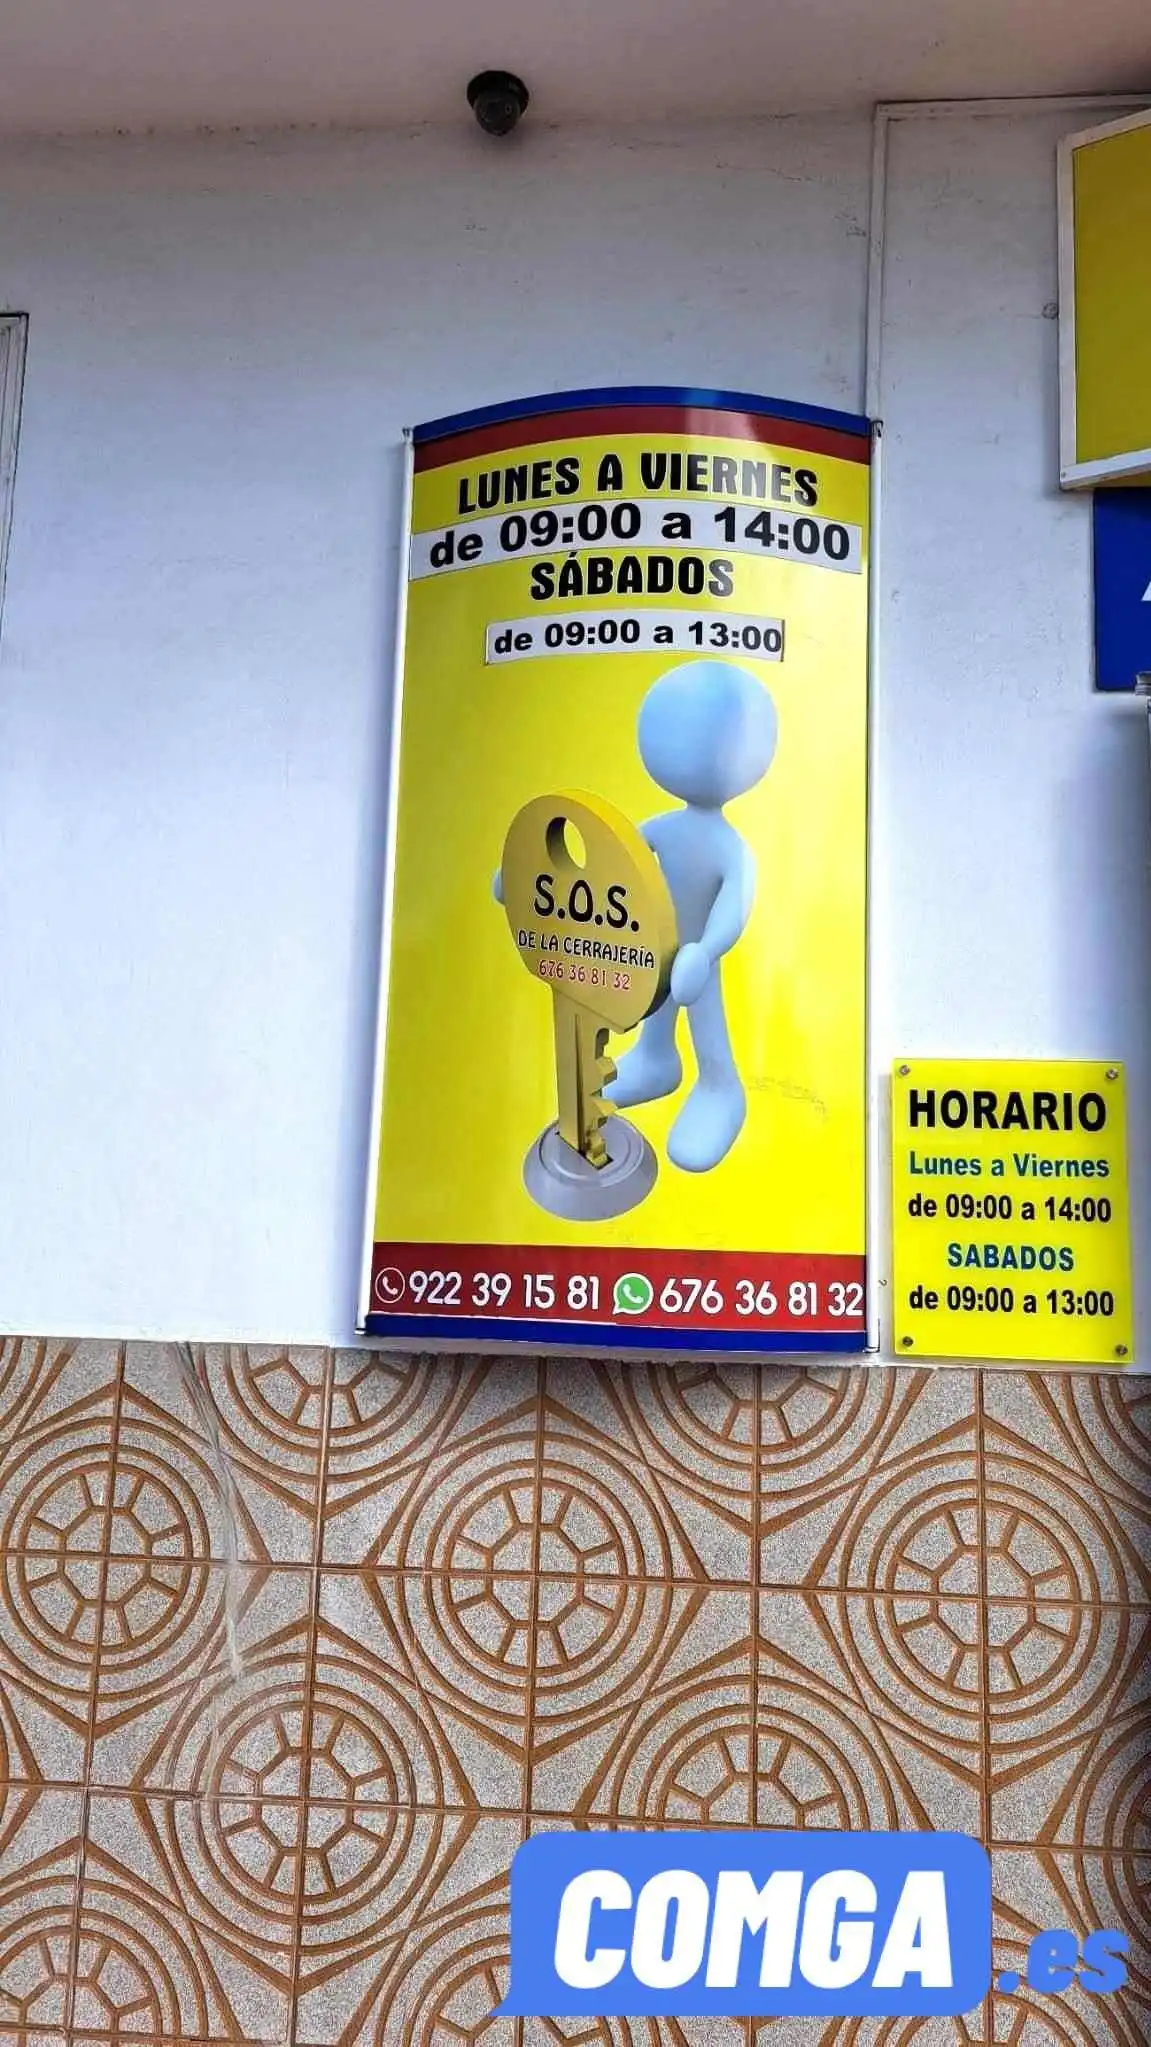 LUNES A VIERNES
de 09:00 a 14:00
SÁBADOS
de 09:00 a 13:00
S.O.S.
DE LA CERRAJERÍA
676 36 81 32
922 39 15 81 676 36 81 32
HORARIO
Lunes a Viernes
de 09:00 a 14:00
SABADOS
de 09:00 a 13:00
COMGA.es